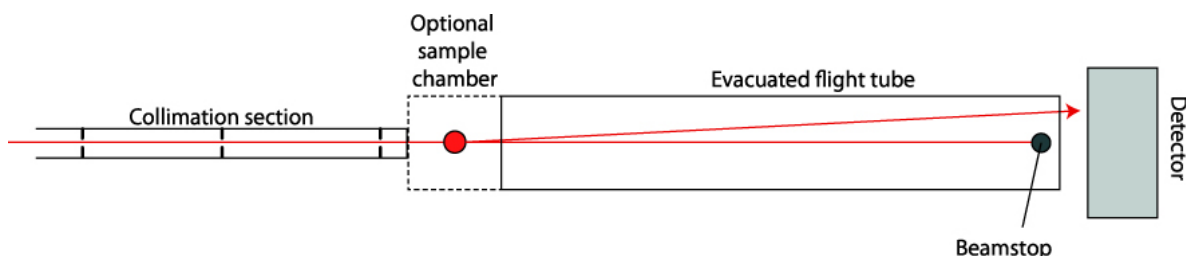 Optional
sample
chamber
Collimation section
Evacuated flight tube
Detector
Beamstop